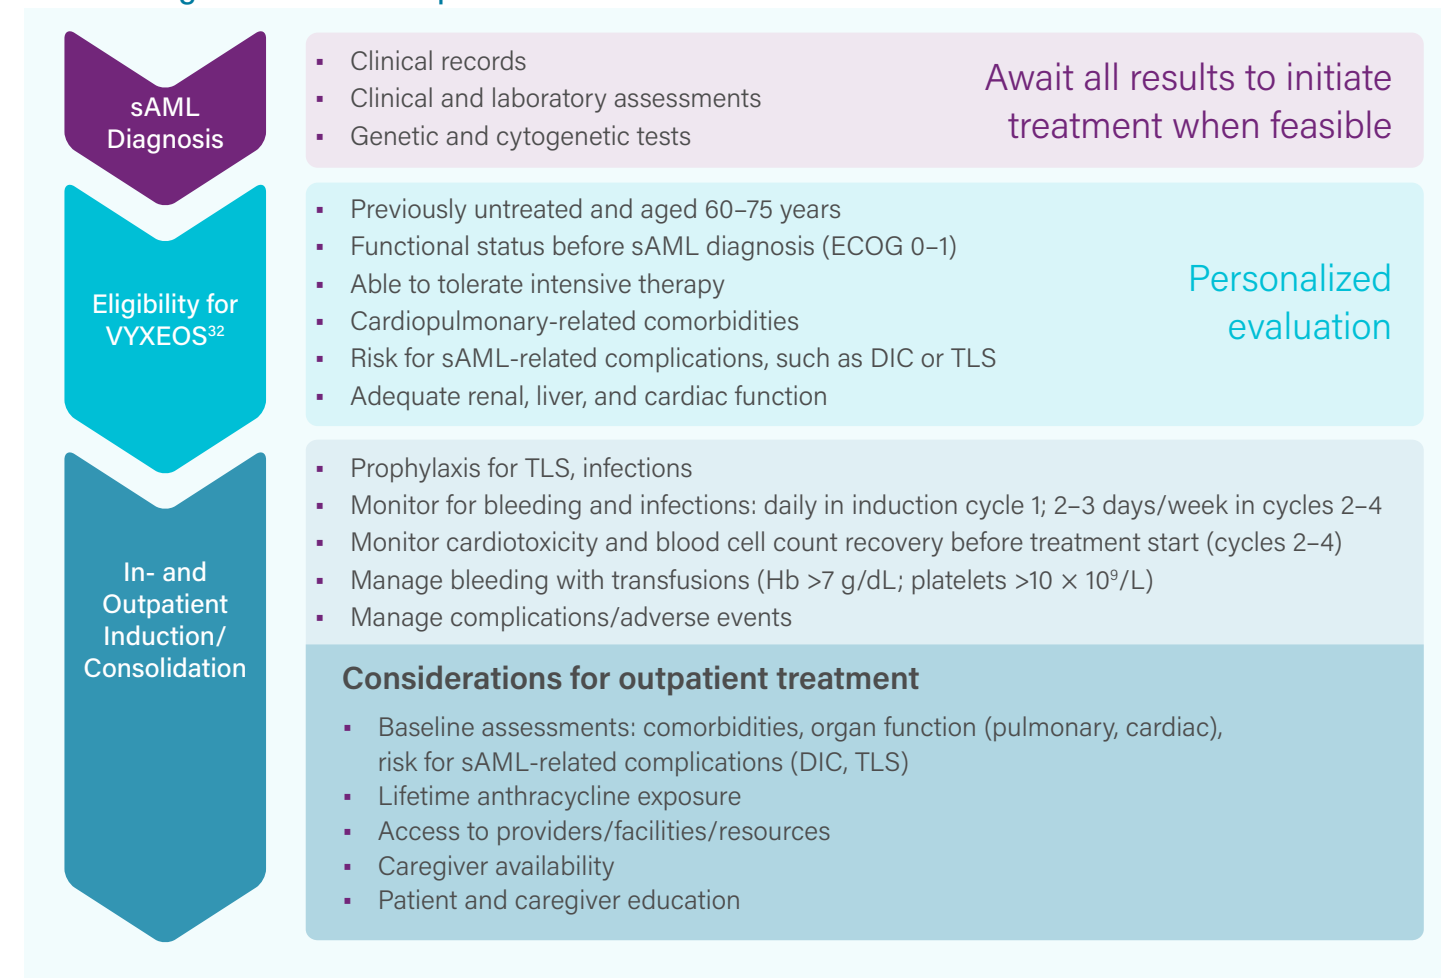 sAML
Diagnosis
▪ Clinical records
▪ Clinical and laboratory assessments
▪ Genetic and cytogenetic tests
Await all results to initiate
treatment when feasible
Eligibility for
VYXEOS³²
▪ Previously untreated and aged 60–75 years
▪ Functional status before sAML diagnosis (ECOG 0–1)
▪ Able to tolerate intensive therapy
▪ Cardiopulmonary-related comorbidities
▪ Risk for sAML-related complications, such as DIC or TLS
▪ Adequate renal, liver, and cardiac function
Personalized
evaluation
In- and
Outpatient
Induction/
Consolidation
▪ Prophylaxis for TLS, infections
▪ Monitor for bleeding and infections: daily in induction cycle 1; 2–3 days/week in cycles 2–4
▪ Monitor cardiotoxicity and blood cell count recovery before treatment start (cycles 2–4)
▪ Manage bleeding with transfusions (Hb >7 g/dL; platelets >10 × 10⁹/L)
▪ Manage complications/adverse events
Considerations for outpatient treatment
▪ Baseline assessments: comorbidities, organ function (pulmonary, cardiac),
risk for sAML-related complications (DIC, TLS)
▪ Lifetime anthracycline exposure
▪ Access to providers/facilities/resources
▪ Caregiver availability
▪ Patient and caregiver education